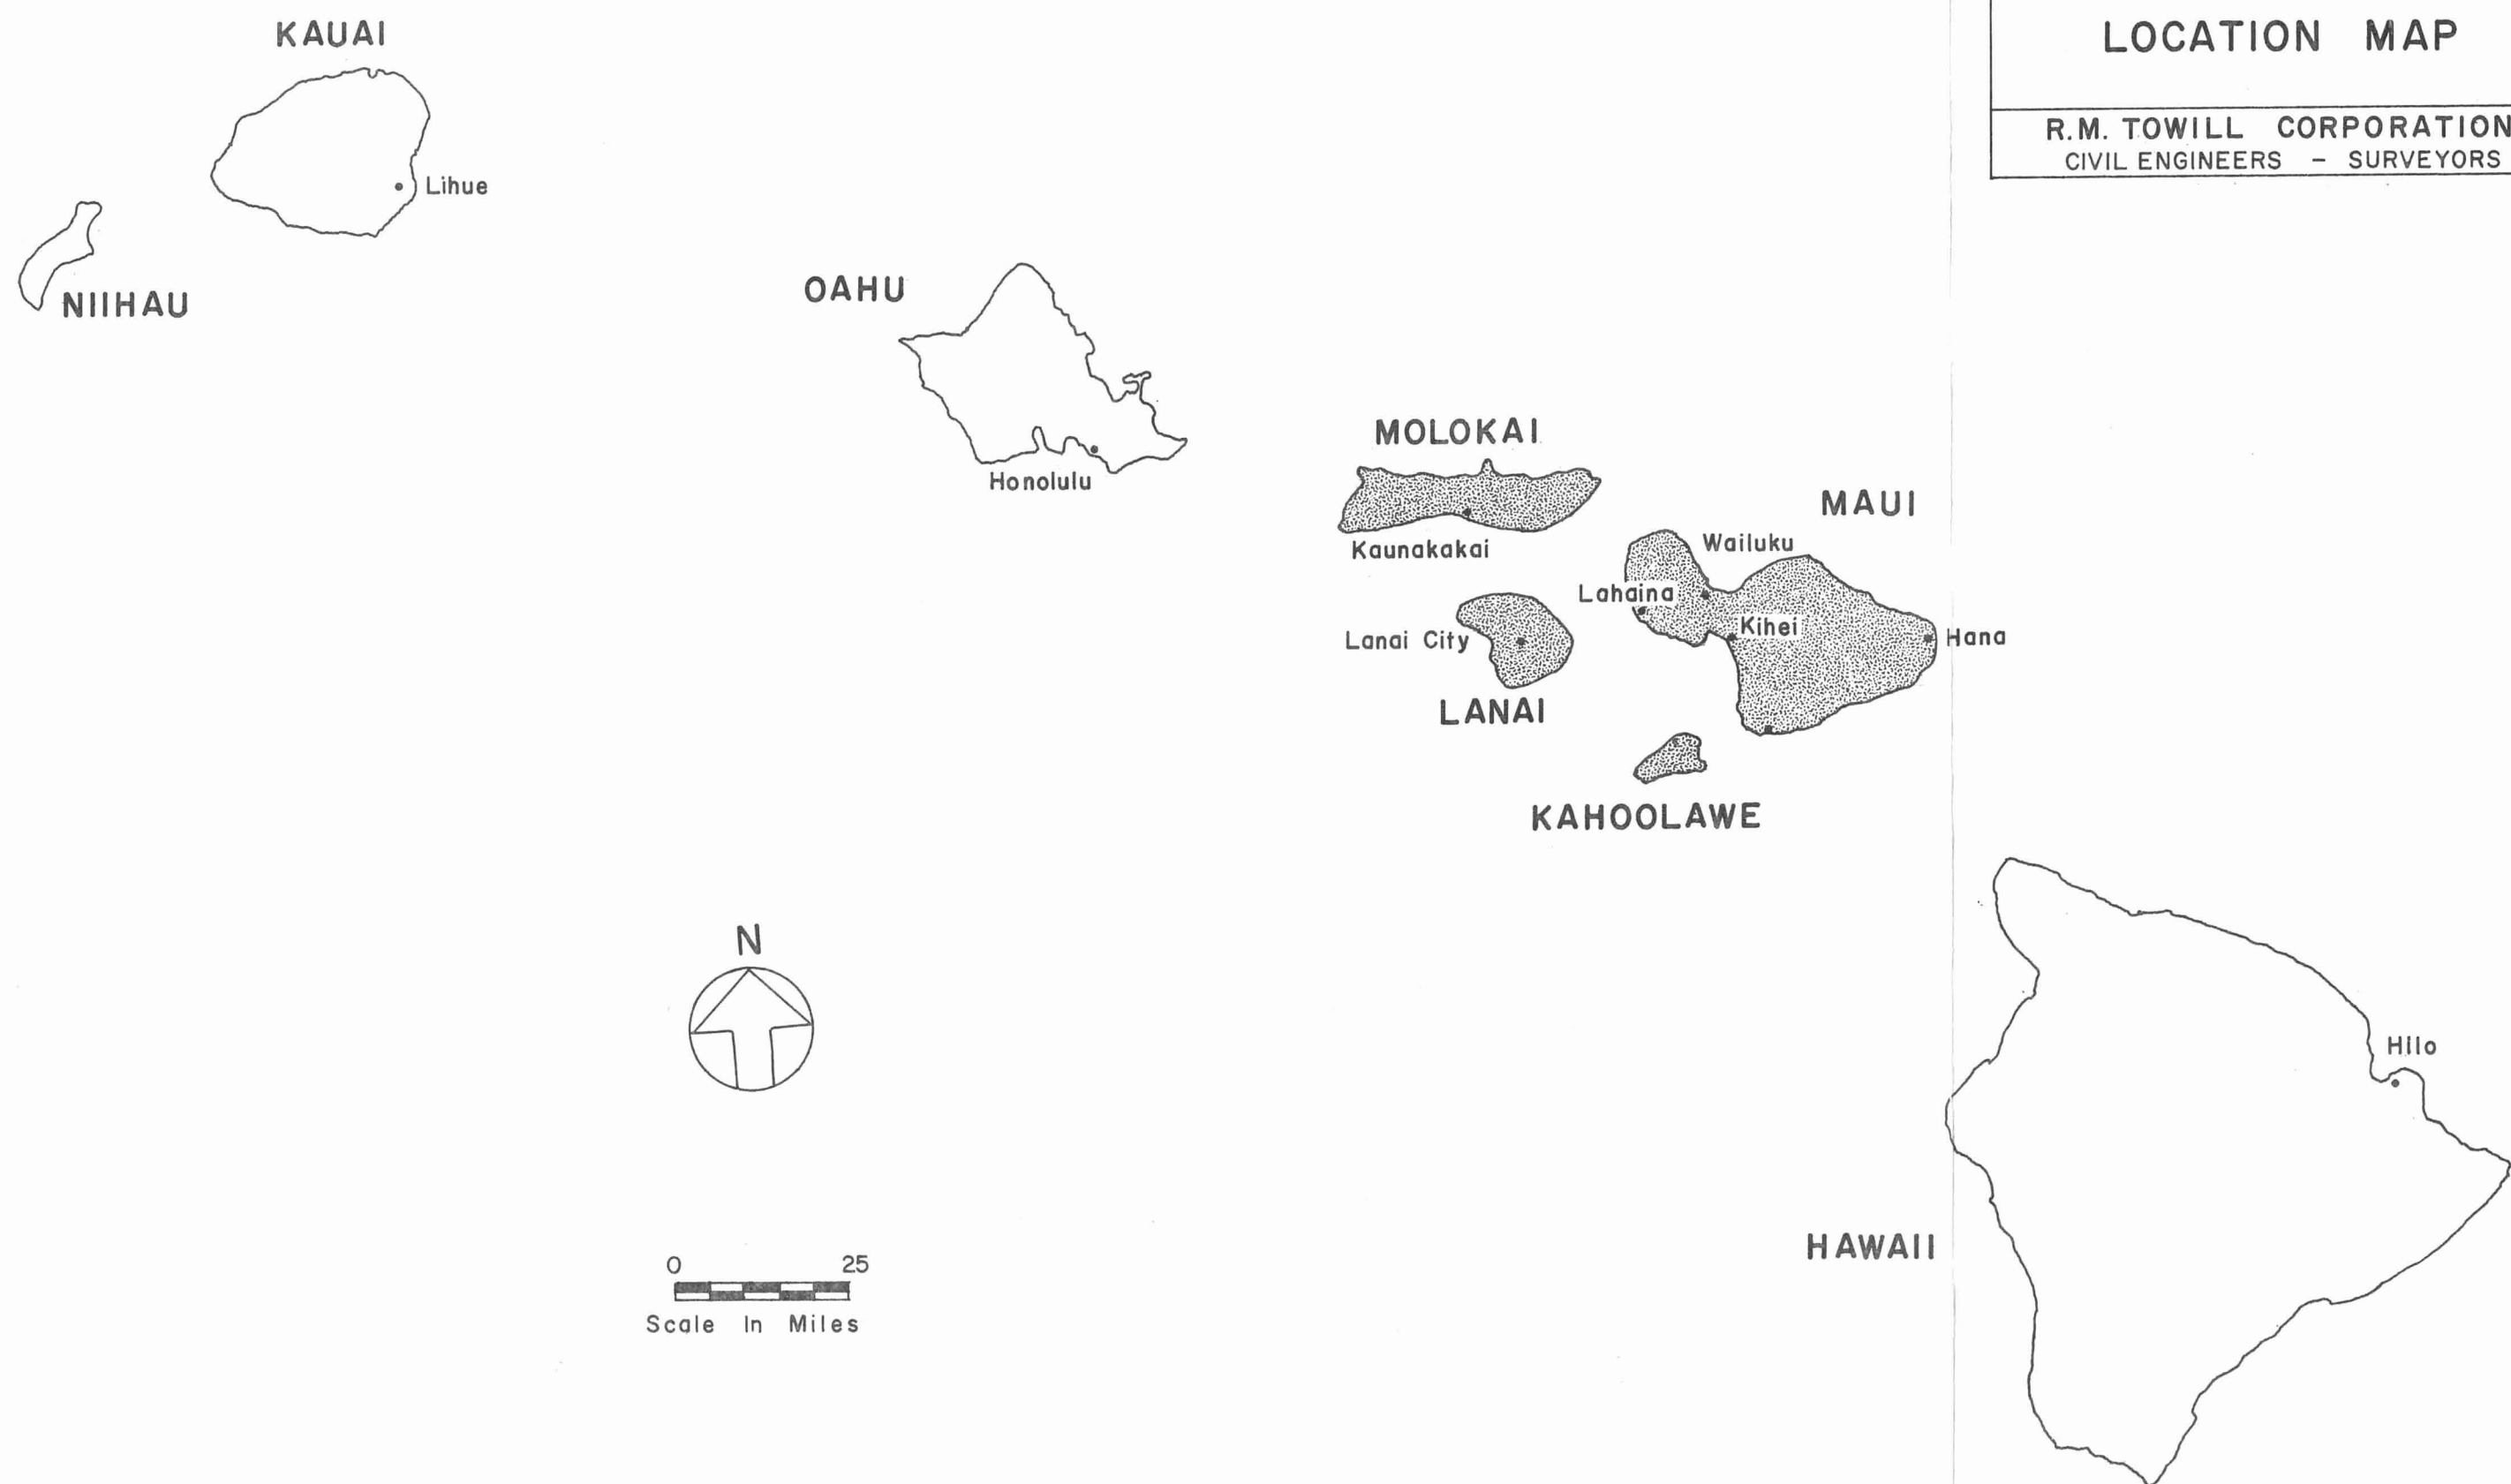 KAUAI
LOCATION MAP
R.M. TOWILL CORPORATION
CIVIL ENGINEERS - SURVEYORS
Lihue
NIIHAU
OAHU
Honolulu
MOLOKAI
Kaunakakai
MAUI
Wailuku
Lahaina
Kihei
Hana
Lanai City
LANAI
KAHOOLAWE
N
Hilo
HAWAII
0 25
Scale In Miles